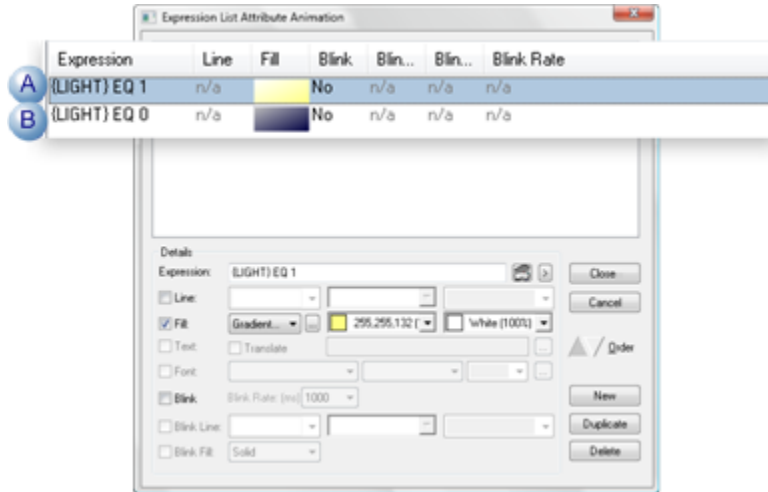 Expression List Attribute Animation
Expression Line Fill Blink Blin... Blin... Blink Rate
A {LIGHT} EQ 1 n/a No n/a n/a n/a
B {LIGHT} EQ 0 n/a No n/a n/a n/a
Details
Expression: {LIGHT} EQ 1 > Close
Line: Cancel
Fill: Gradient... ... 255,255,132 ( White (100%)
Text: Translate ... Order
Font: ...
Blink Blink Rate: (ms) 1000 New
Blink Line: Duplicate
Blink Fill: Solid Delete